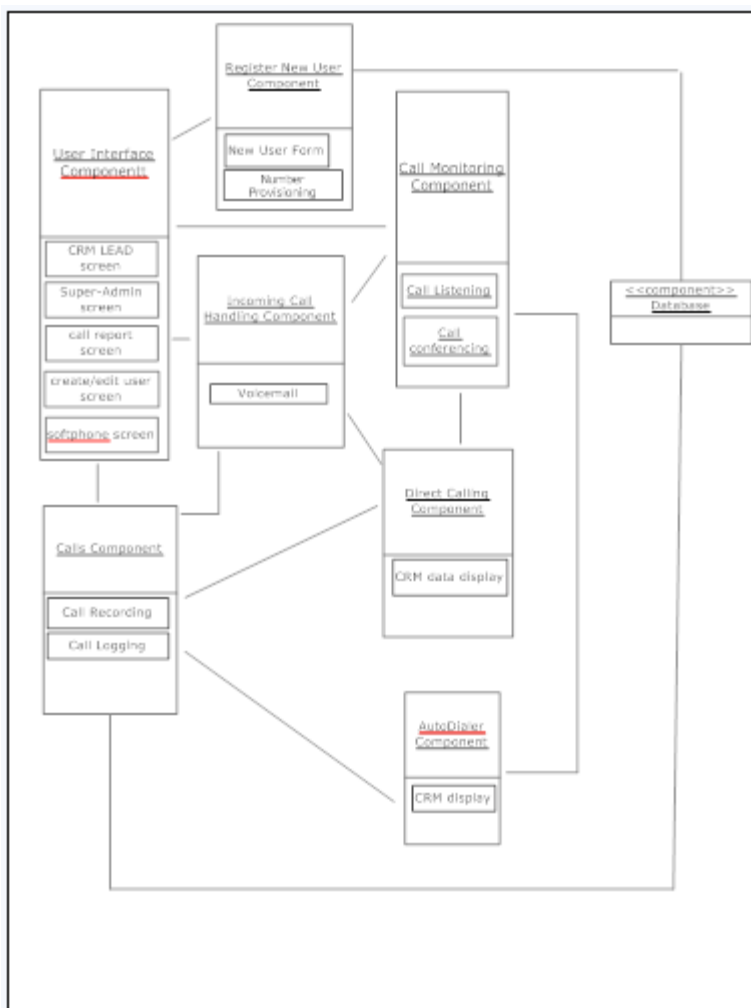 Register New User
Component
New User Form
Number
Provisioning
User Interface
Componentt
CRM LEAD
screen
Super-Admin
screen
call report
screen
create/edit user
screen
softphone screen
Call Monitoring
Component
Call Listening
Call
conferencing
Incoming Call
Handling Component
Voicemail
<<component>>
Database
Direct Calling
Component
CRM data display
Calls Component
Call Recording
Call Logging
AutoDialer
Component
CRM display